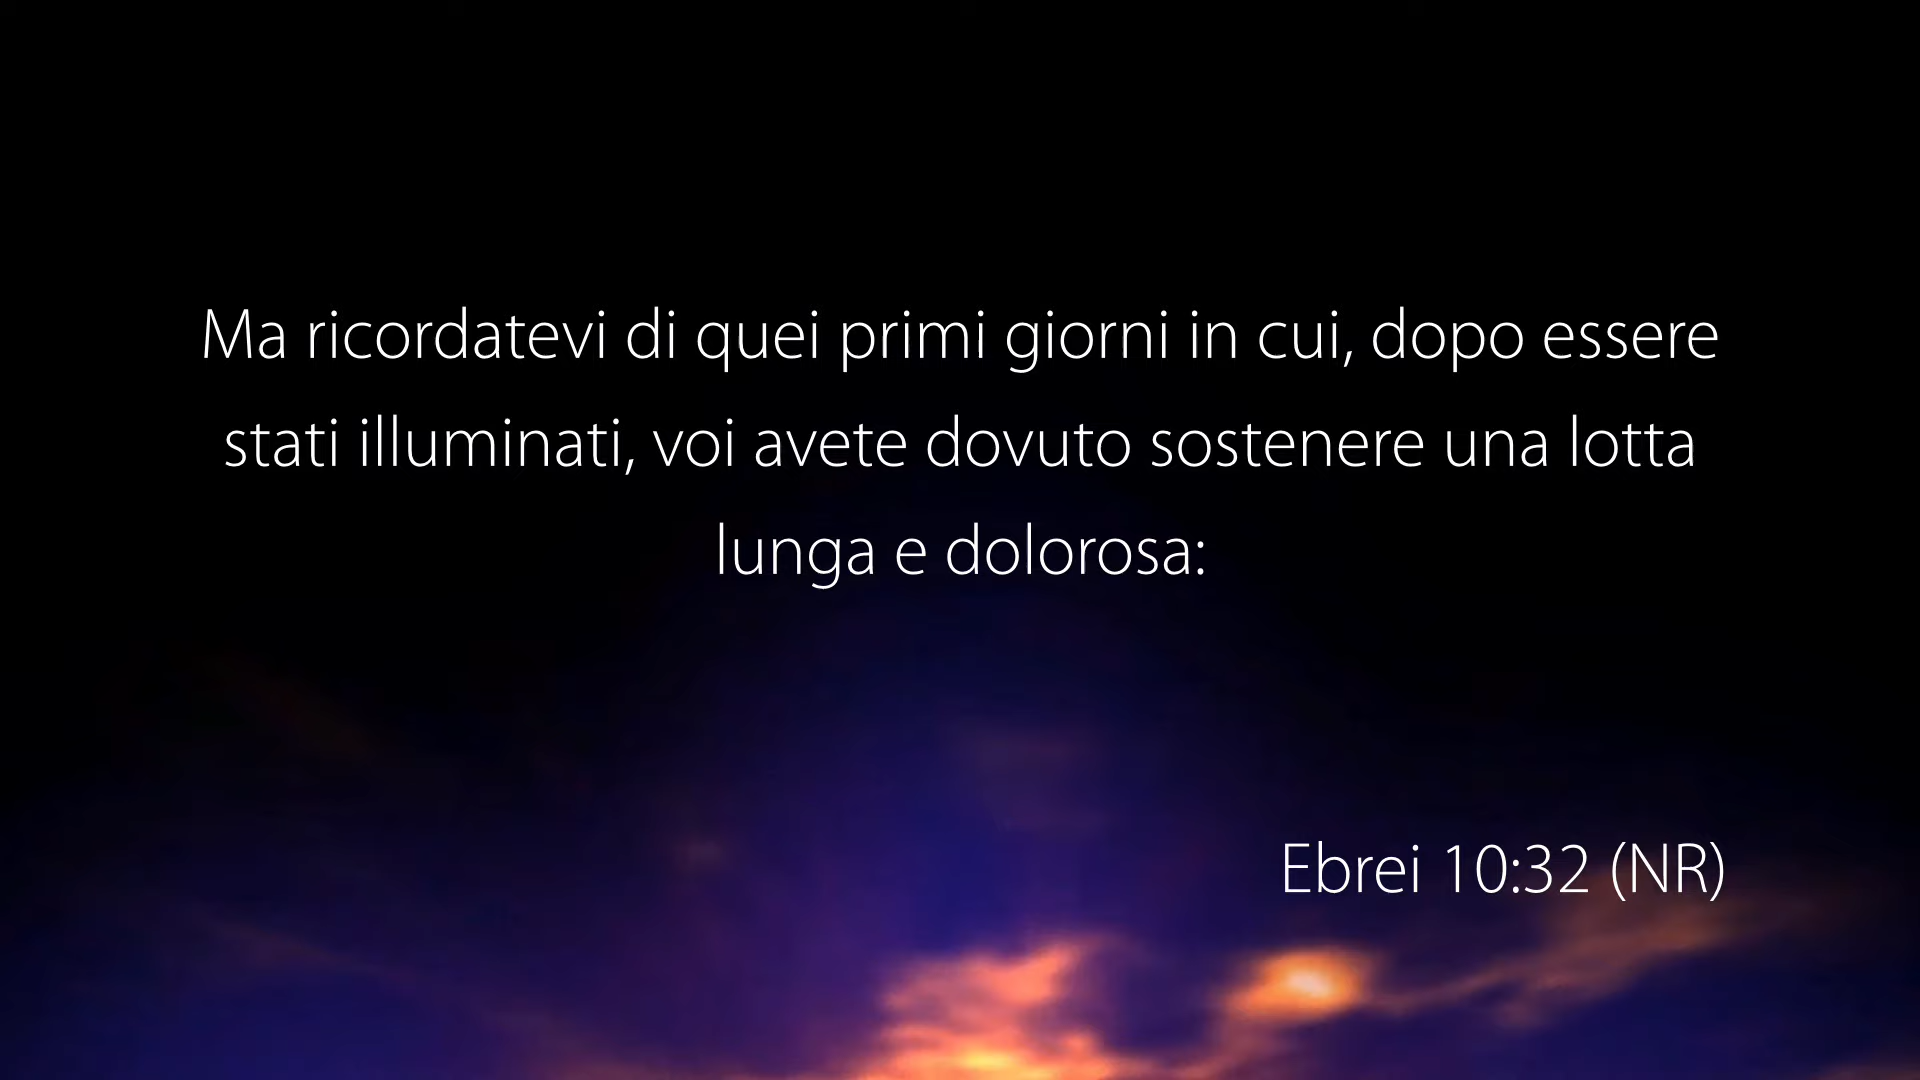 Ma ricordatevi di quei primi giorni in cui, dopo essere
stati illuminati, voi avete dovuto sostenere una lotta
lunga e dolorosa:
Ebrei 10:32 (NR)